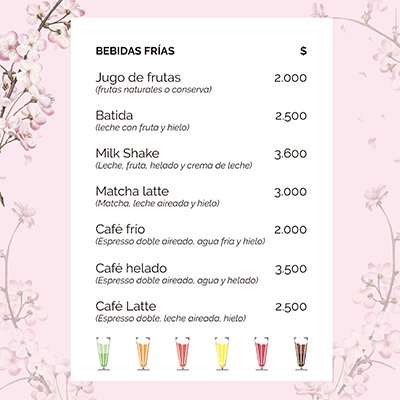 BEBIDAS FRÍAS $
Jugo de frutas 2.000
(frutas naturales o conserva)
Batida 2.500
(leche con fruta y hielo)
Milk Shake 3.600
(Leche, fruta, helado y crema de leche)
Matcha latte 3.000
(Matcha, leche aireada y hielo)
Café frío 2.000
(Espresso doble aireado, agua fría y hielo)
Café helado 3.500
(Espresso doble aireado, agua y helado)
Café Latte 2.500
(Espresso doble, leche aireada, hielo)